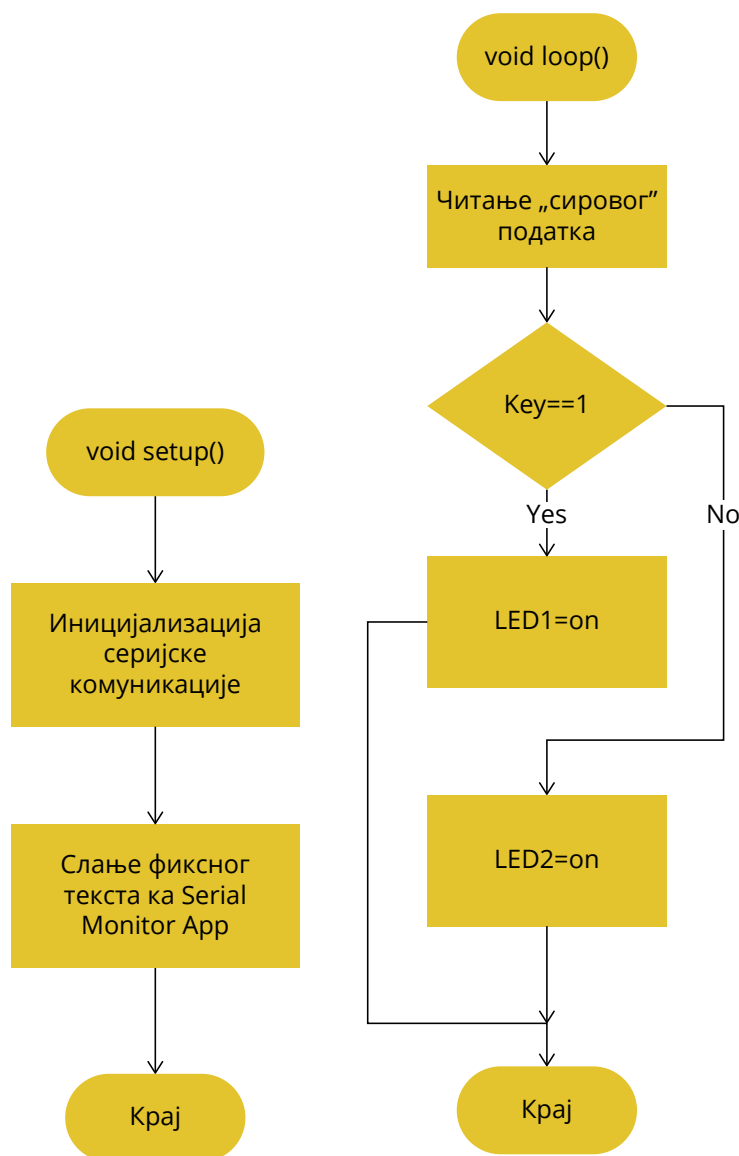 void setup()
Иницијализација
серијске
комуникације
Слање фиксног
текста ка Serial
Monitor App
Крај
void loop()
Читање „сировог”
податка
Key==1
Yes
No
LED1=on
LED2=on
Крај